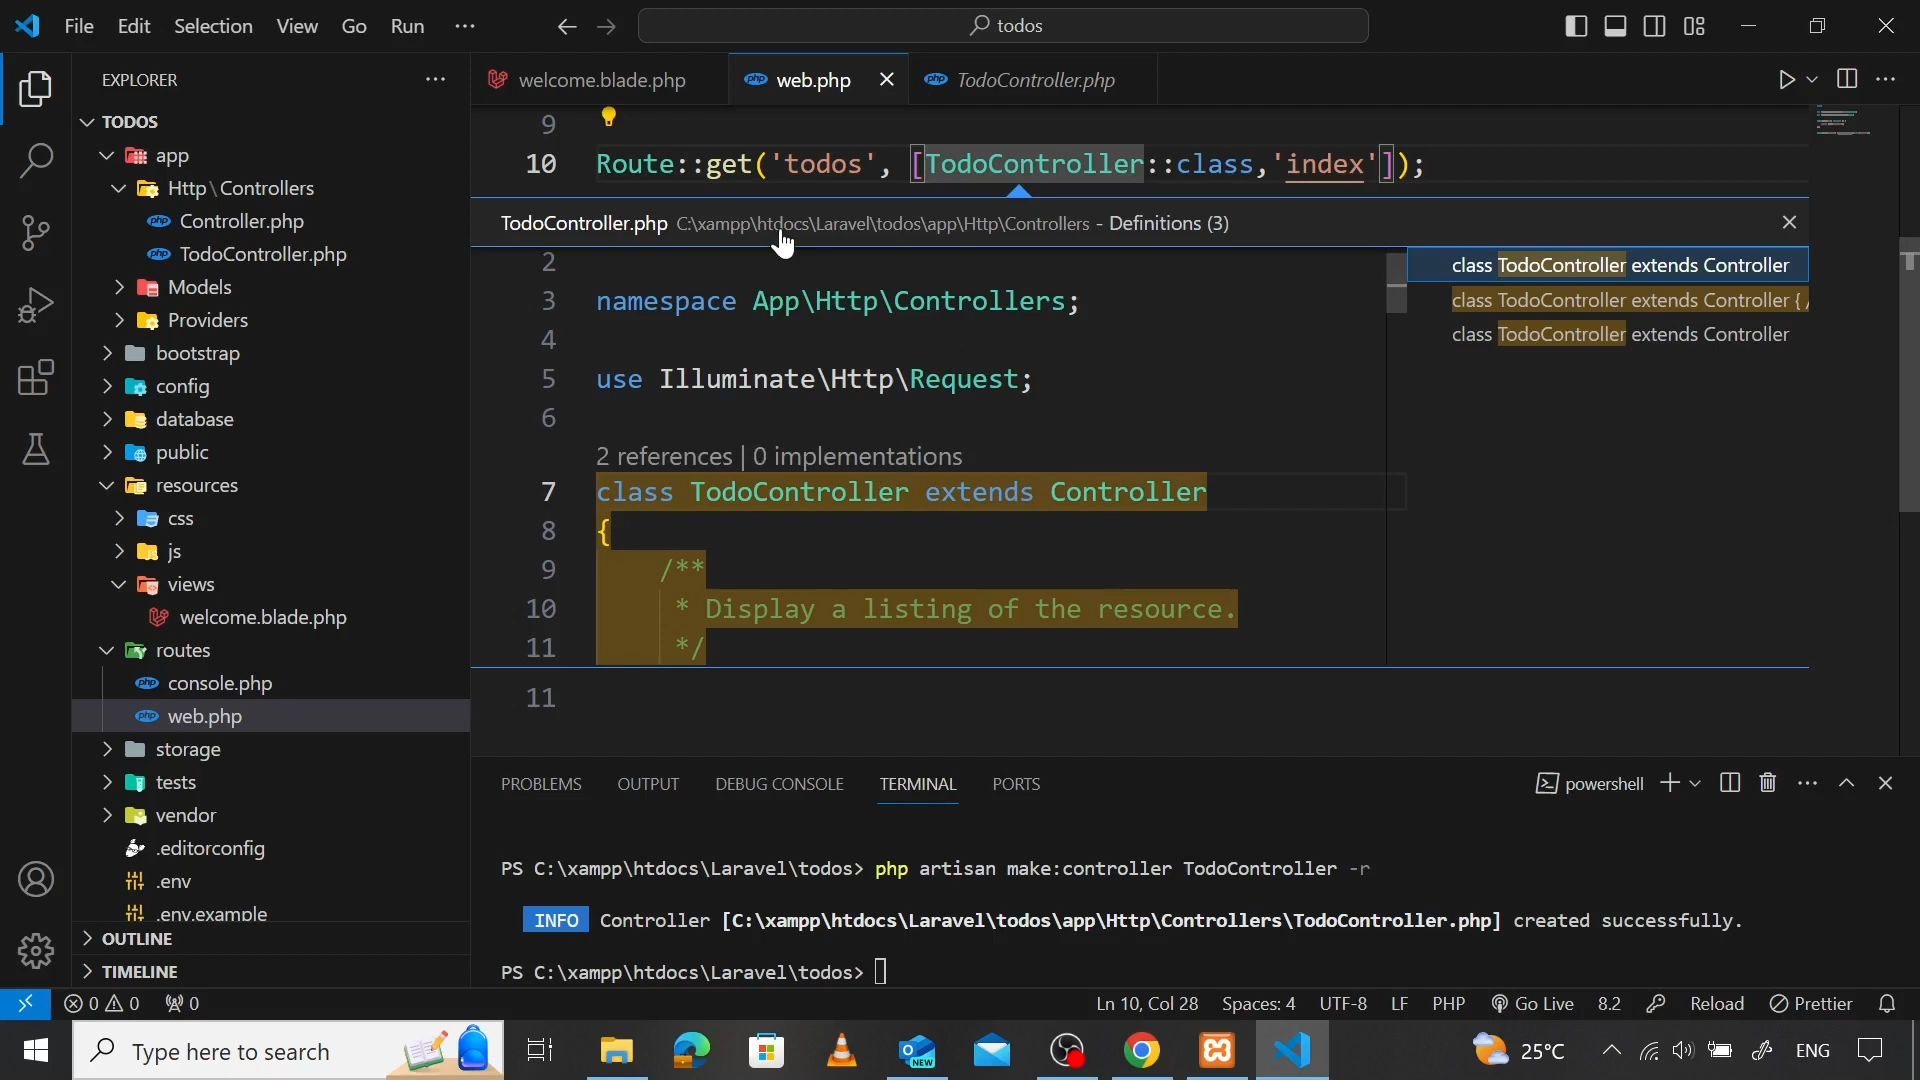 File Edit Selection View Go Run ···
todos
EXPLORER
TODOS
app
Http\Controllers
Controller.php
TodoController.php
Models
Providers
bootstrap
config
database
public
resources
css
js
views
welcome.blade.php
routes
console.php
web.php
storage
tests
vendor
.editorconfig
.env
.env.example
OUTLINE
TIMELINE
welcome.blade.php
php web.php
php TodoController.php
9
10 Route::get('todos', [TodoController::class,'index']);
TodoController.php C:\xampp\htdocs\Laravel\todos\app\Http\Controllers - Definitions (3)
2
3 namespace App\Http\Controllers;
4
5 use Illuminate\Http\Request;
6
2 references | 0 implementations
7 class TodoController extends Controller
8 {
9 /**
10 * Display a listing of the resource.
11 */
11
class TodoController extends Controller
class TodoController extends Controller { /
class TodoController extends Controller
PROBLEMS OUTPUT DEBUG CONSOLE TERMINAL PORTS
powershell
PS C:\xampp\htdocs\Laravel\todos> php artisan make:controller TodoController -r
INFO Controller [C:\xampp\htdocs\Laravel\todos\app\Http\Controllers\TodoController.php] created successfully.
PS C:\xampp\htdocs\Laravel\todos>
0 0 0
Ln 10, Col 28 Spaces: 4 UTF-8 LF PHP Go Live 8.2 Reload Prettier
Type here to search
NEW
25°C
ENG